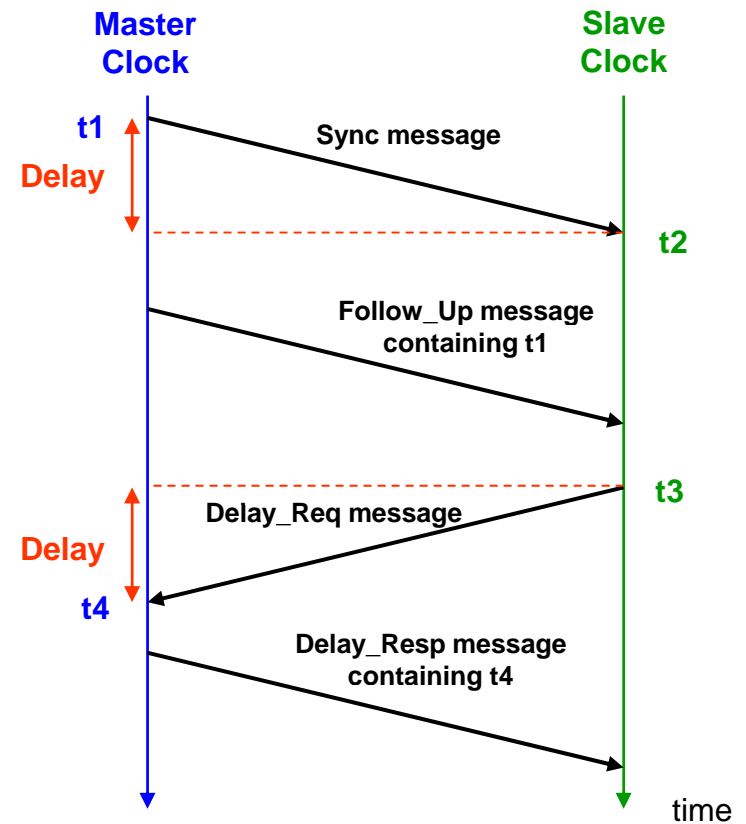 Master
Clock
Slave
Clock
t1
Sync message
Delay
t2
Follow_Up message
containing t1
t3
Delay_Req message
Delay
t4
Delay_Resp message
containing t4
time